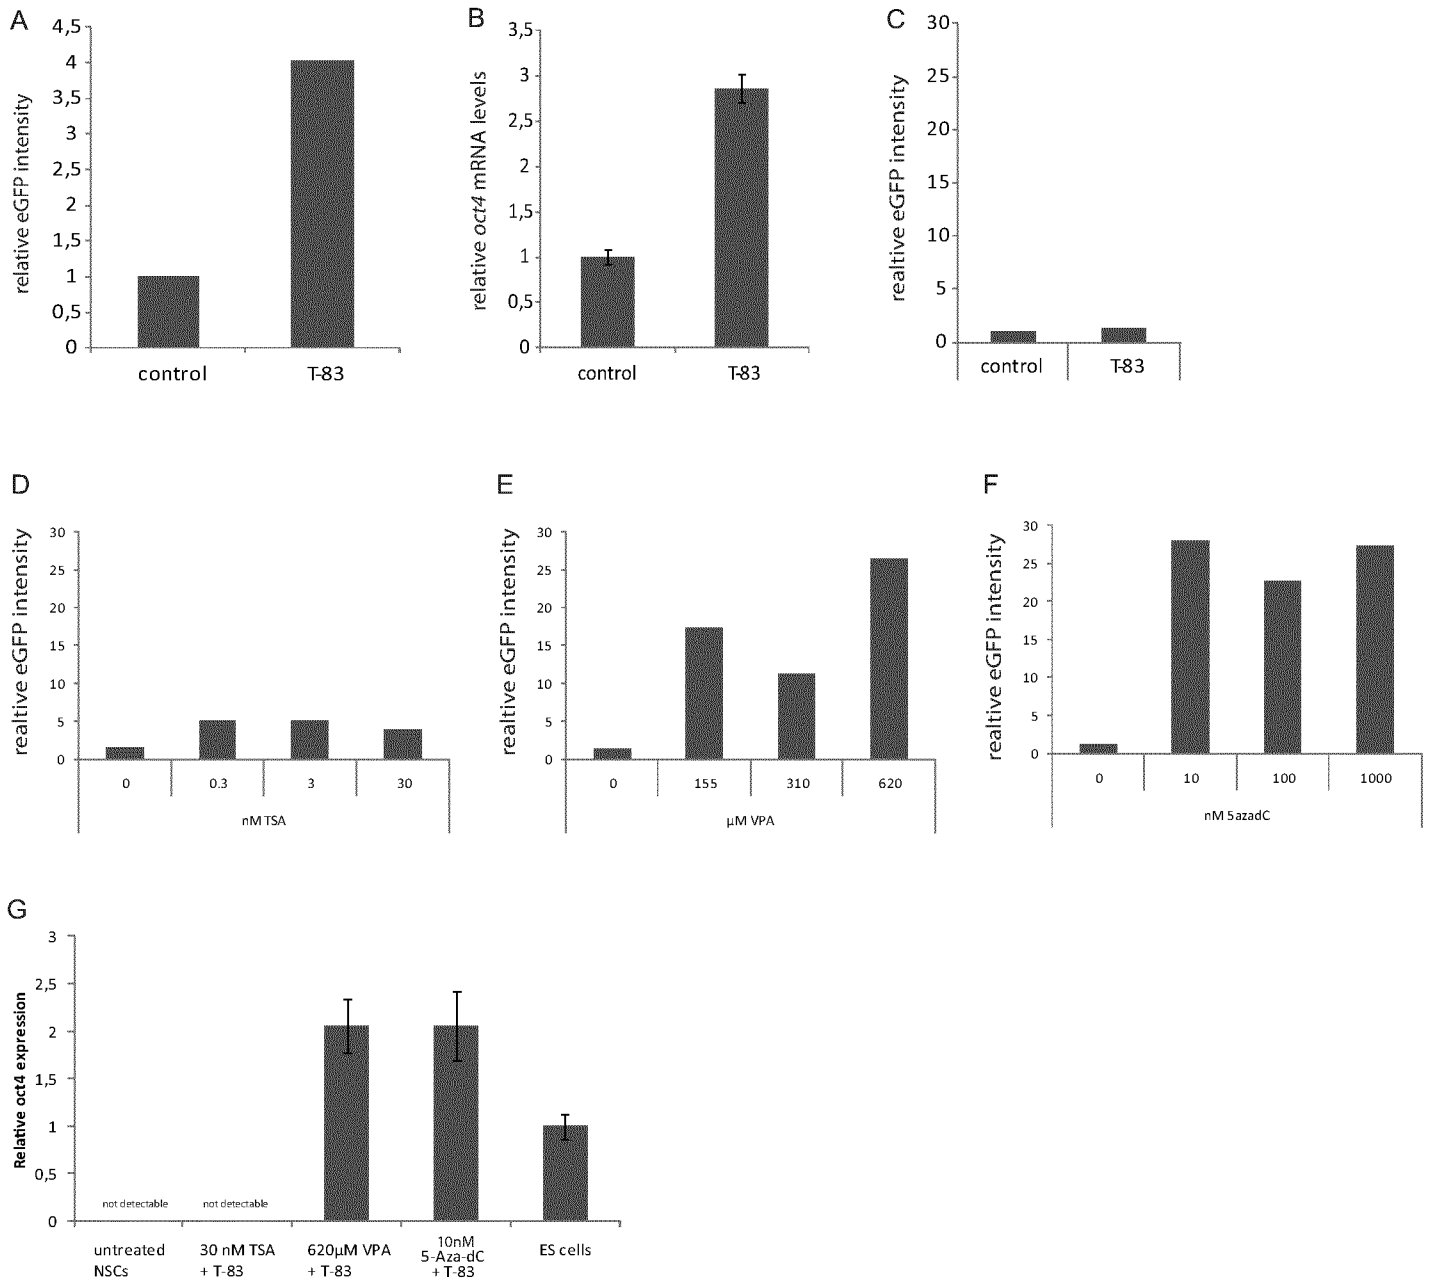 A
4,5
4
3,5
3
2,5
2
1,5
1
0,5
0
relative eGFP intensity
control
T-83
B
3,5
3
2,5
2
1,5
1
0,5
0
relative oct4 mRNA levels
control
T-83
C
30
25
20
15
10
5
0
realtive eGFP intensity
control
T-83
D
30
25
20
15
10
5
0
realtive eGFP intensity
0
0.3
3
30
nM TSA
E
30
25
20
15
10
5
0
realtive eGFP intensity
0
155
310
620
µM VPA
F
30
25
20
15
10
5
0
realtive eGFP intensity
0
10
100
1000
nM 5azadC
G
3
2,5
2
1,5
1
0,5
0
Relative oct4 expression
not detectable
not detectable
untreated
NSCs
30 nM TSA
+ T-83
620µM VPA
+ T-83
10nM
5-Aza-dC
+ T-83
ES cells